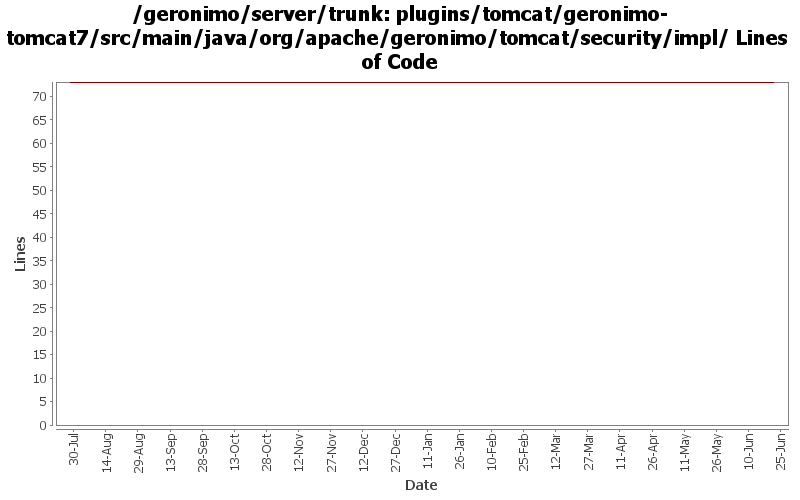 /geronimo/server/trunk: plugins/tomcat/geronimo-
tomcat7/src/main/java/org/apache/geronimo/tomcat/security/impl/ Lines
of Code
70
65
60
55
50
45
40
35
30
25
20
15
10
5
0
Lines
30-Jul
14-Aug
29-Aug
13-Sep
28-Sep
13-Oct
28-Oct
12-Nov
27-Nov
12-Dec
27-Dec
11-Jan
26-Jan
10-Feb
25-Feb
12-Mar
27-Mar
11-Apr
26-Apr
11-May
26-May
10-Jun
25-Jun
Date